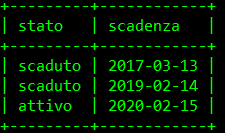 +---------+------------+
| stato   | scadenza   |
+---------+------------+
| scaduto | 2017-03-13 |
| scaduto | 2019-02-14 |
| attivo  | 2020-02-15 |
+---------+------------+